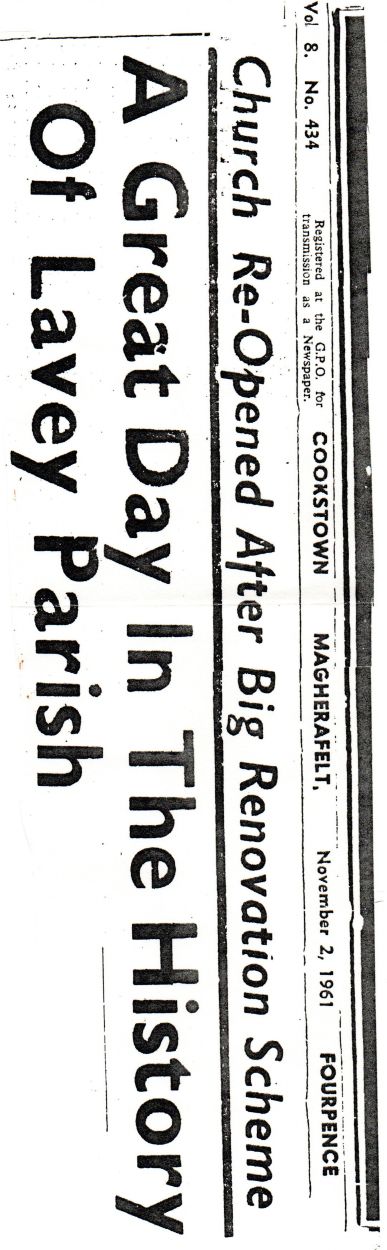 Vol 8. No. 434 Registered at the G.P.O. for transmission as a Newspaper. COOKSTOWN MAGHERAFELT, November 2, 1961 FOURPENCE
Church Re-Opened After Big Renovation Scheme
A Great Day In The History
Of Lavey Parish